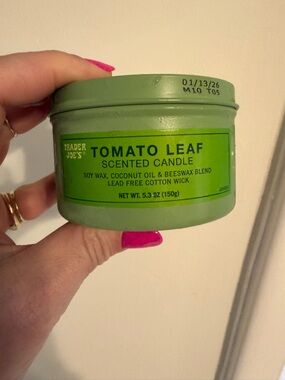 01/13/26
M10 T05
TRADER
JOE'S
TOMATO LEAF
SCENTED CANDLE
SOY WAX, COCONUT OIL & BEESWAX BLEND
LEAD FREE COTTON WICK
NET WT. 5.3 OZ (150g)